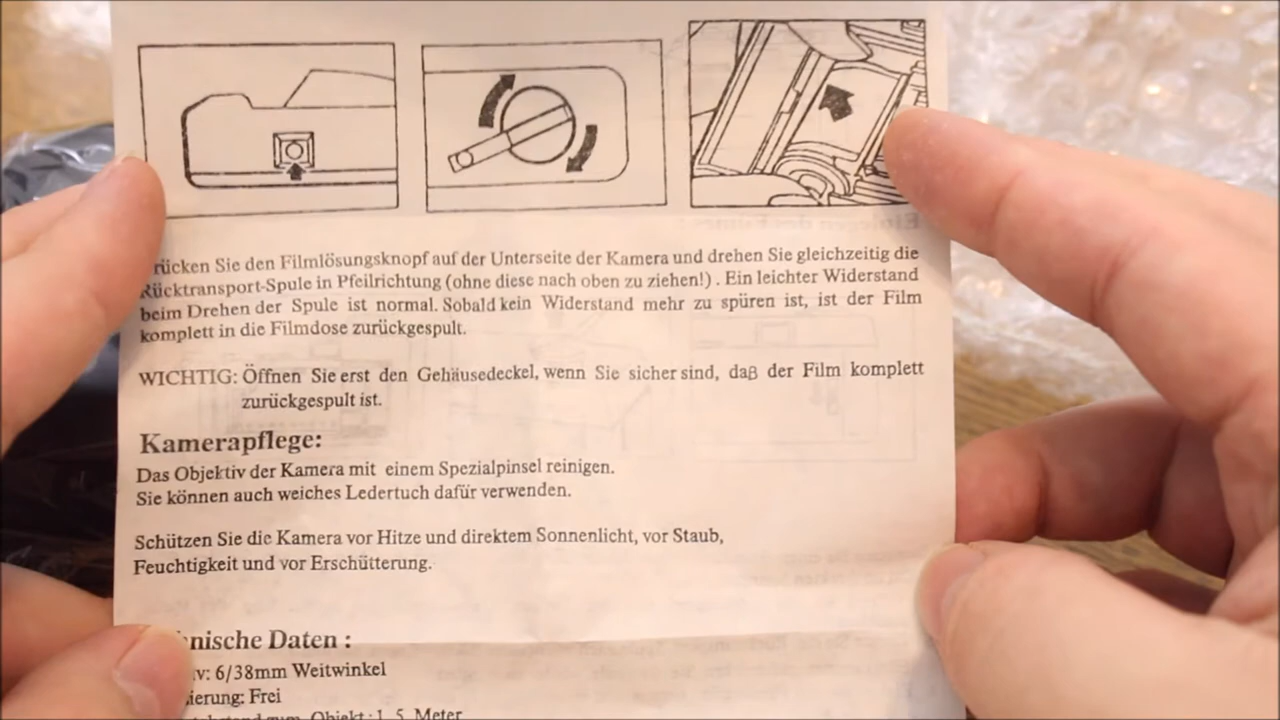 rücken Sie den Filmlösungsknopf auf der Unterseite der Kamera und drehen Sie gleichzeitig die
Rücktransport-Spule in Pfeilrichtung (ohne diese nach oben zu ziehen!) . Ein leichter Widerstand
beim Drehen der Spule ist normal. Sobald kein Widerstand mehr zu spüren ist, ist der Film
komplett in die Filmdose zurückgespult.
WICHTIG: Öffnen Sie erst den Gehäusedeckel, wenn Sie sicher sind, daß der Film komplett
zurückgespult ist.
Kamerapflege:
Das Objektiv der Kamera mit einem Spezialpinsel reinigen.
Sie können auch weiches Ledertuch dafür verwenden.
Schützen Sie die Kamera vor Hitze und direktem Sonnenlicht, vor Staub,
Feuchtigkeit und vor Erschütterung.
nische Daten :
v: 6/38mm Weitwinkel
ierung: Frei
zum Objekt: 1, 5 Meter